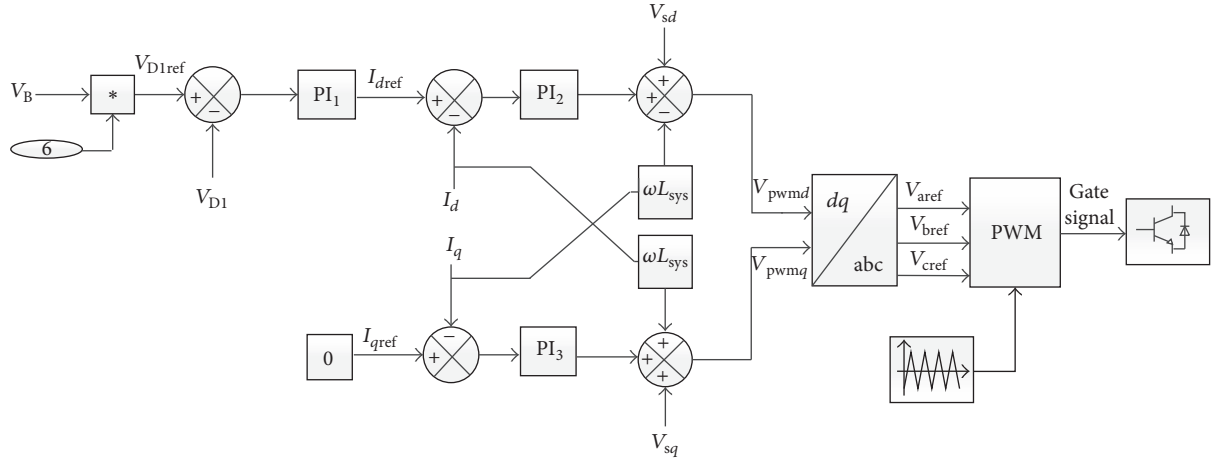 V_sd
V_B
*
V_D1ref
+
−
PI_1
I_dref
+
−
PI_2
+
+
−
6
V_D1
I_d
ωL_sys
I_q
ωL_sys
V_pwmd
V_pwmq
dq
abc
V_aref
V_bref
V_cref
PWM
Gate
signal
0
I_qref
−
+
PI_3
+
+
+
V_sq